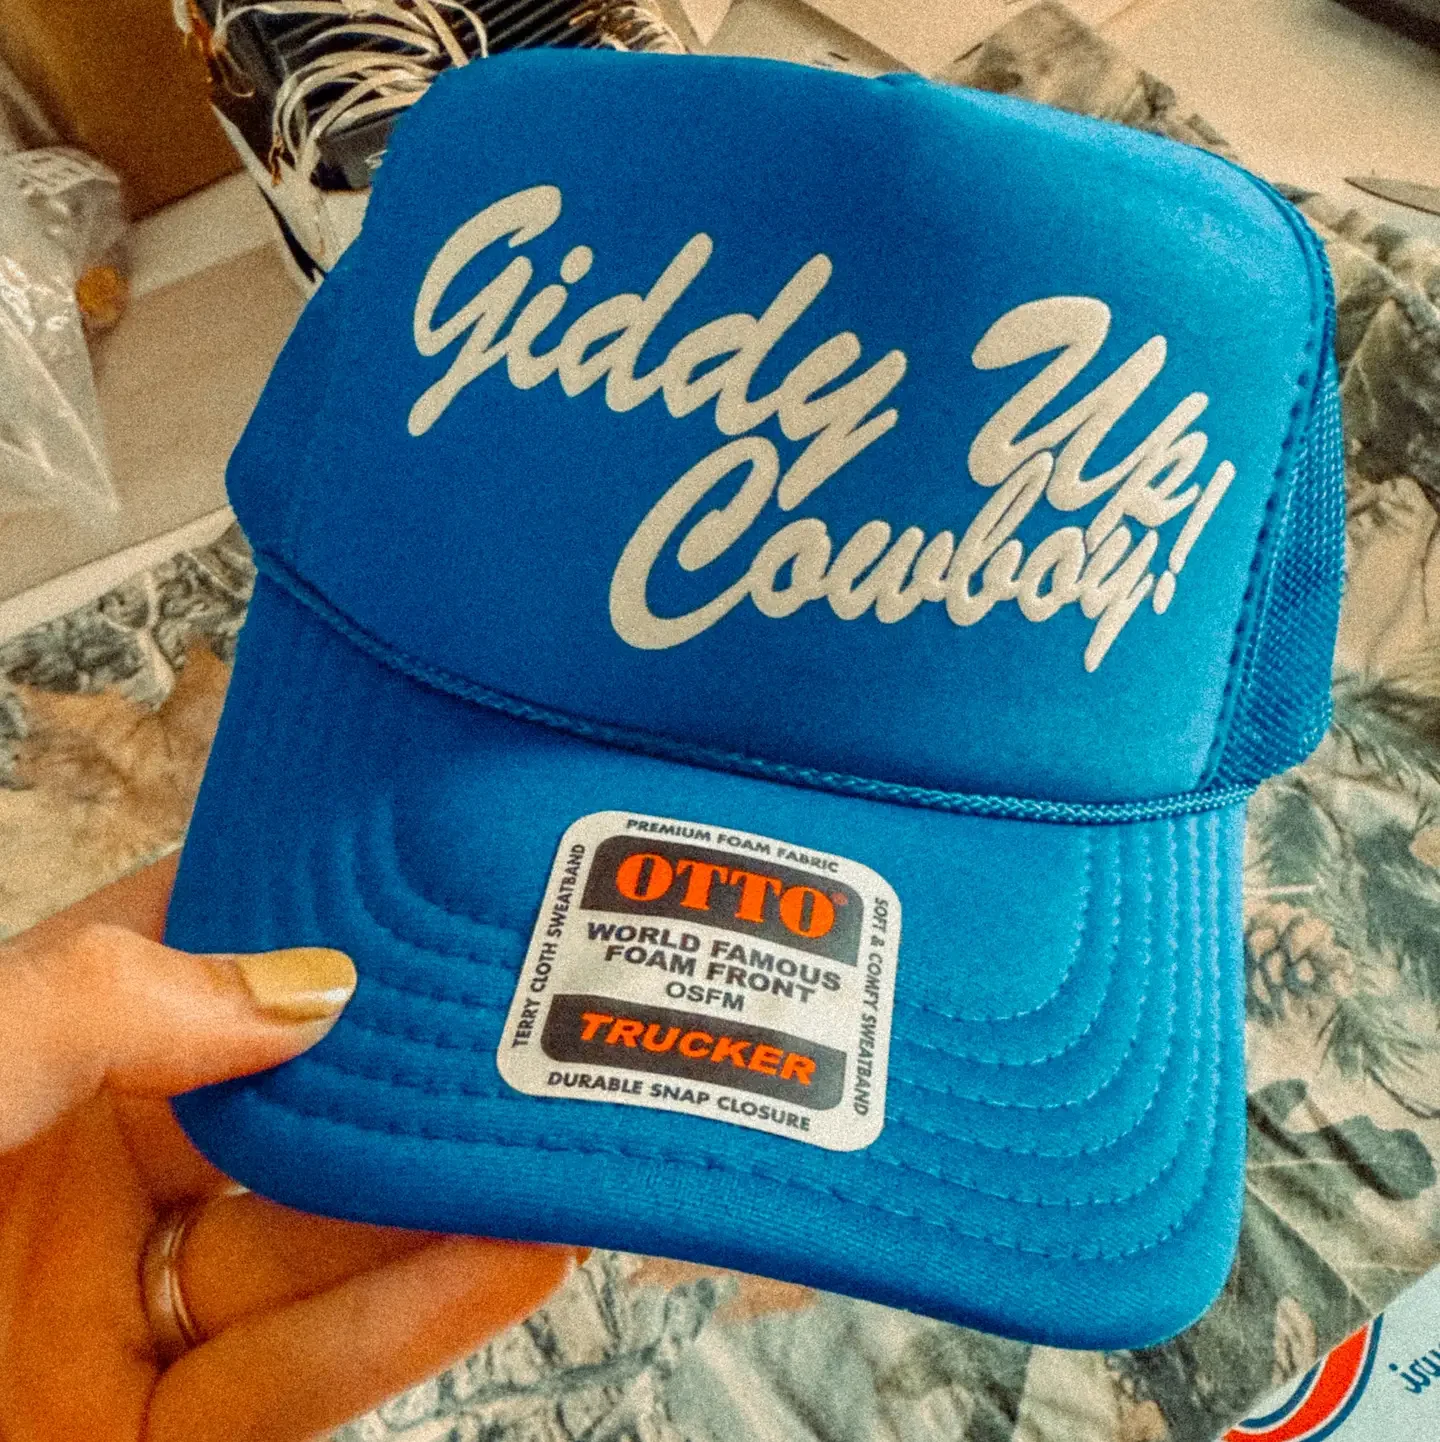 Giddy Up
Cowboy!
PREMIUM FOAM FABRIC
OTTO
WORLD FAMOUS
FOAM FRONT
OSFM
TRUCKER
DURABLE SNAP CLOSURE
TERRY CLOTH SWEATBAND
SOFT & COMFY SWEATBAND